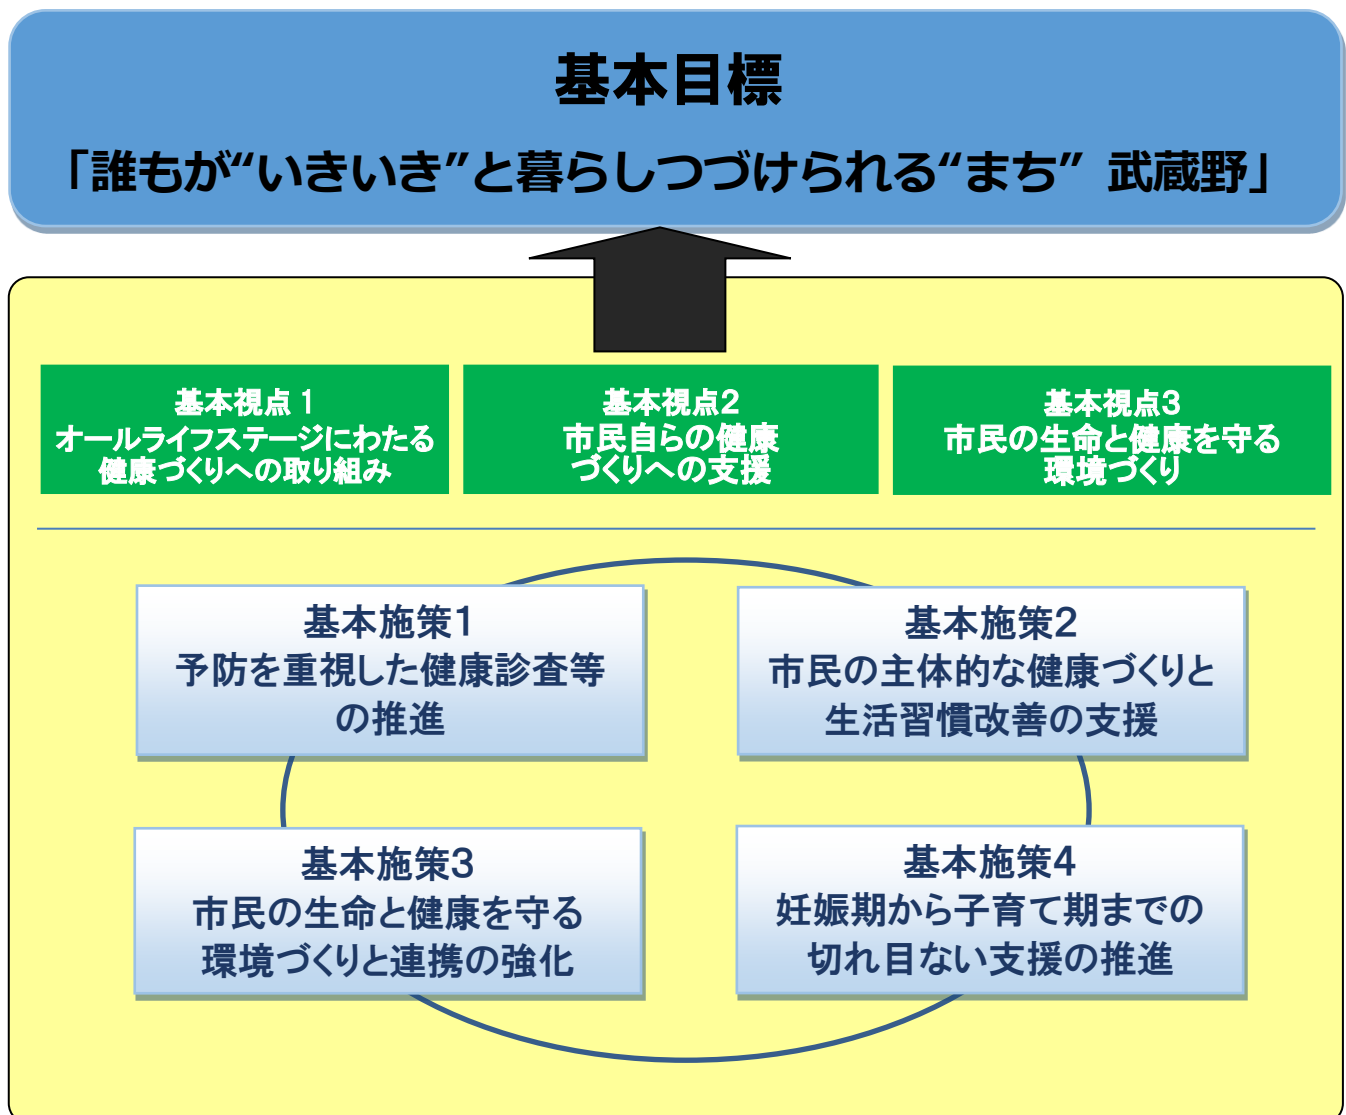 基本目標
「誰もが“いきいき”と暮らしつづけられる“まち” 武蔵野」
基本視点1
オールライフステージにわたる
健康づくりへの取り組み
基本視点2
市民自らの健康
づくりへの支援
基本視点3
市民の生命と健康を守る
環境づくり
基本施策1
予防を重視した健康診査等
の推進
基本施策2
市民の主体的な健康づくりと
生活習慣改善の支援
基本施策3
市民の生命と健康を守る
環境づくりと連携の強化
基本施策4
妊娠期から子育て期までの
切れ目ない支援の推進